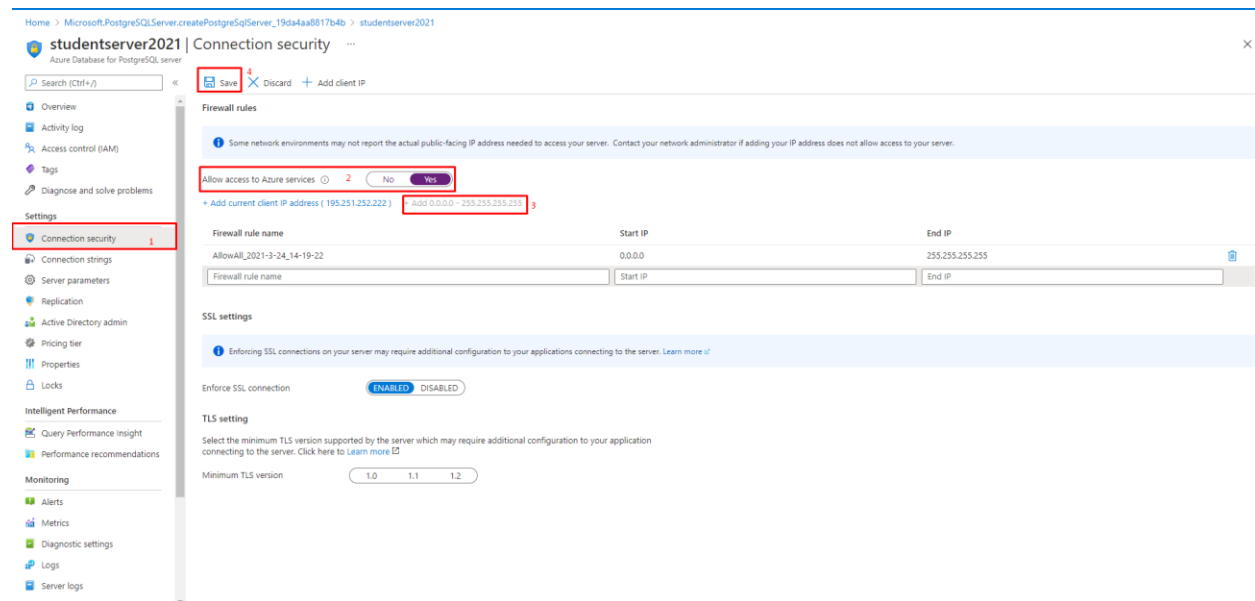 Home > Microsoft.PostgreSQLServer.createPostgreSqlServer_19da4aa8817b4b > studentserver2021
studentserver2021 | Connection security ...
Azure Database for PostgreSQL server
Search (Ctrl+/)
«
4
Save
Discard
+ Add client IP
Overview
Activity log
Access control (IAM)
Tags
Diagnose and solve problems
Settings
Connection security 1
Connection strings
Server parameters
Replication
Active Directory admin
Pricing tier
Properties
Locks
Intelligent Performance
Query Performance Insight
Performance recommendations
Monitoring
Alerts
Metrics
Diagnostic settings
Logs
Server logs
Firewall rules
Some network environments may not report the actual public-facing IP address needed to access your server. Contact your network administrator if adding your IP address does not allow access to your server.
Allow access to Azure services 2 No Yes
+ Add current client IP address ( 195.251.252.222 ) + Add 0.0.0.0 - 255.255.255.255 3
Firewall rule name Start IP End IP
AllowAll_2021-3-24_14-19-22 0.0.0.0 255.255.255.255
Firewall rule name Start IP End IP
SSL settings
Enforcing SSL connections on your server may require additional configuration to your applications connecting to the server. Learn more
Enforce SSL connection ENABLED DISABLED
TLS setting
Select the minimum TLS version supported by the server which may require additional configuration to your application
connecting to the server. Click here to Learn more
Minimum TLS version 1.0 1.1 1.2